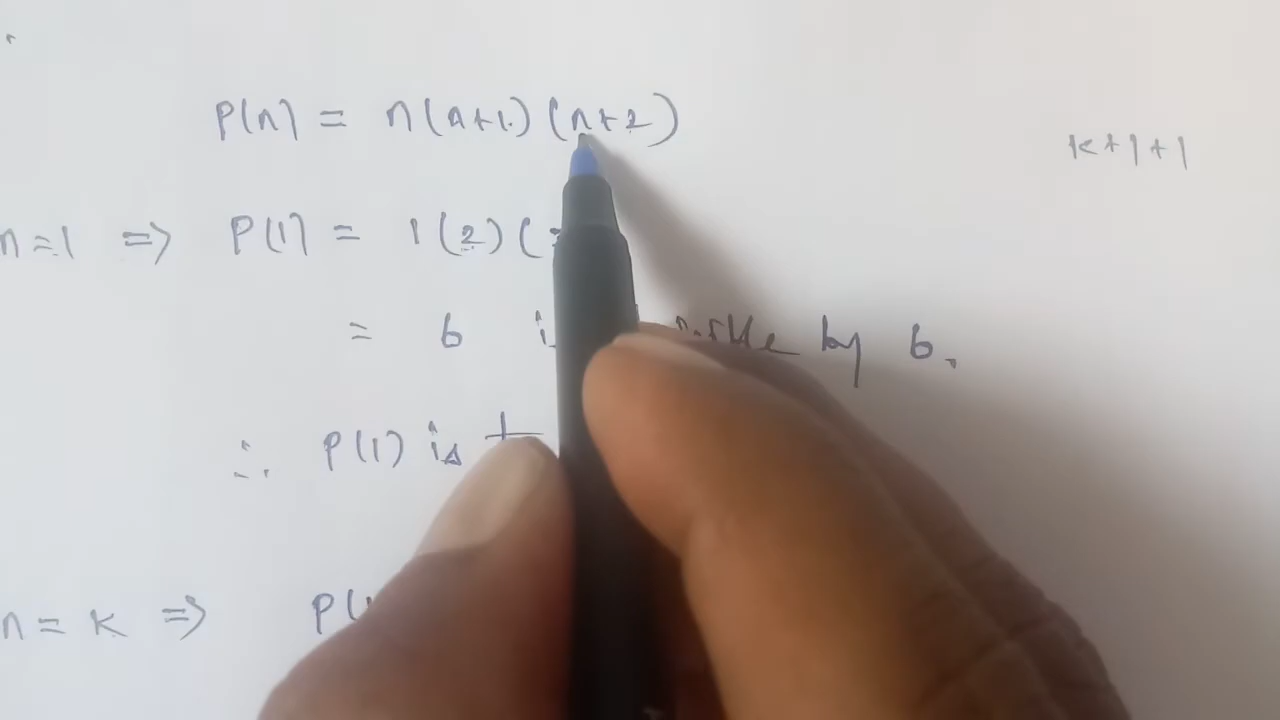 P(n) = n(n+1)(n+2)
k+1+1
n=1 => P(1) = 1(2)(
= 6 by 6.
∴ P(1) is
n = k =>